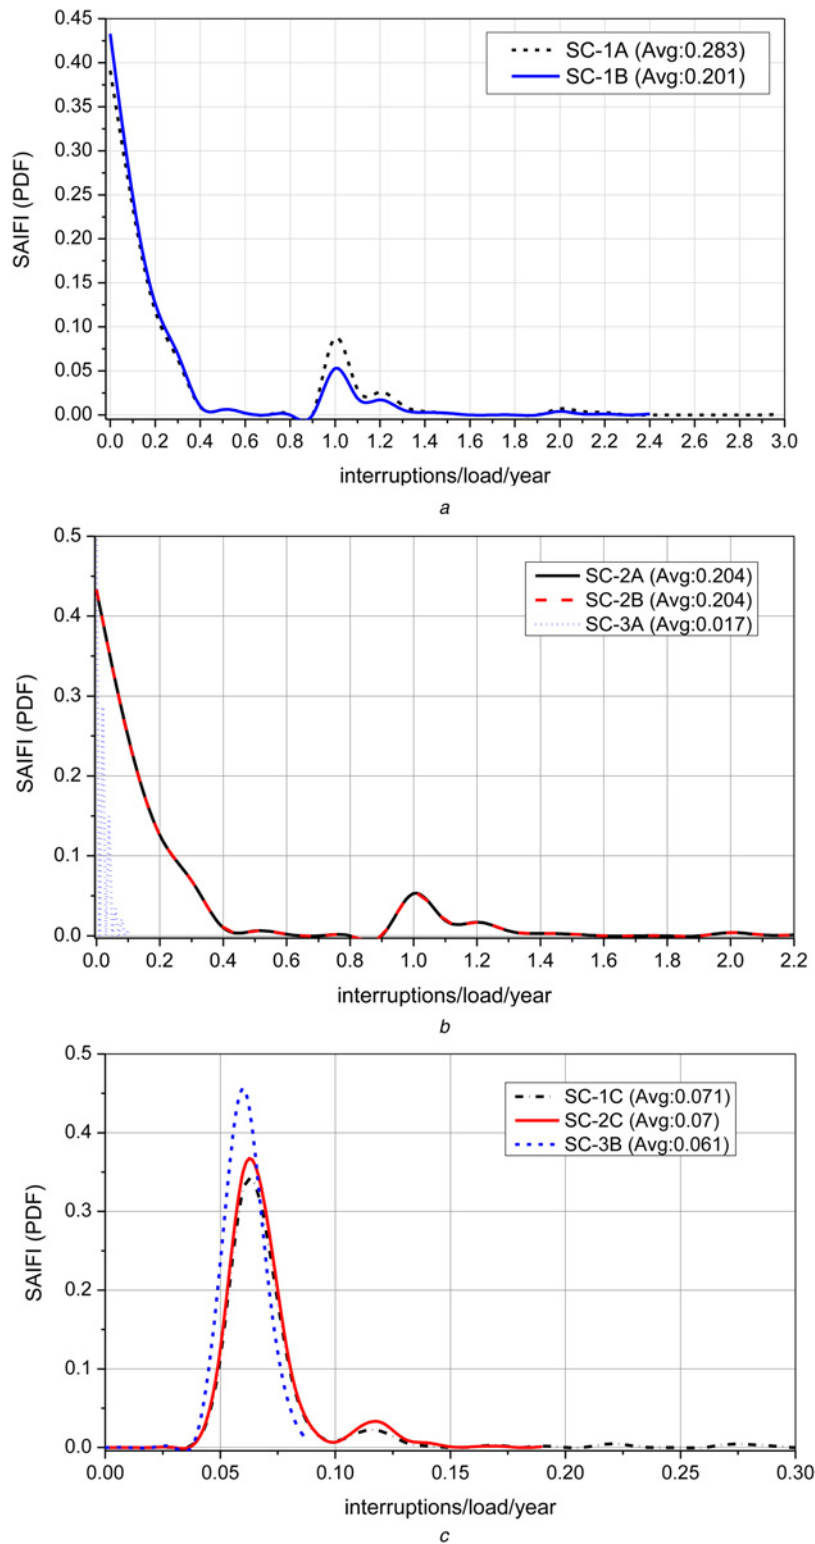 0.45
0.40
0.35
0.30
0.25
0.20
0.15
0.10
0.05
0.00
SAIFI (PDF)
SC-1A (Avg:0.283)
SC-1B (Avg:0.201)
0.0 0.2 0.4 0.6 0.8 1.0 1.2 1.4 1.6 1.8 2.0 2.2 2.4 2.6 2.8 3.0
interruptions/load/year
a
0.5
0.4
0.3
0.2
0.1
0.0
SAIFI (PDF)
SC-2A (Avg:0.204)
SC-2B (Avg:0.204)
SC-3A (Avg:0.017)
0.0 0.2 0.4 0.6 0.8 1.0 1.2 1.4 1.6 1.8 2.0 2.2
interruptions/load/year
b
0.5
0.4
0.3
0.2
0.1
0.0
SAIFI (PDF)
SC-1C (Avg:0.071)
SC-2C (Avg:0.07)
SC-3B (Avg:0.061)
0.00 0.05 0.10 0.15 0.20 0.25 0.30
interruptions/load/year
c